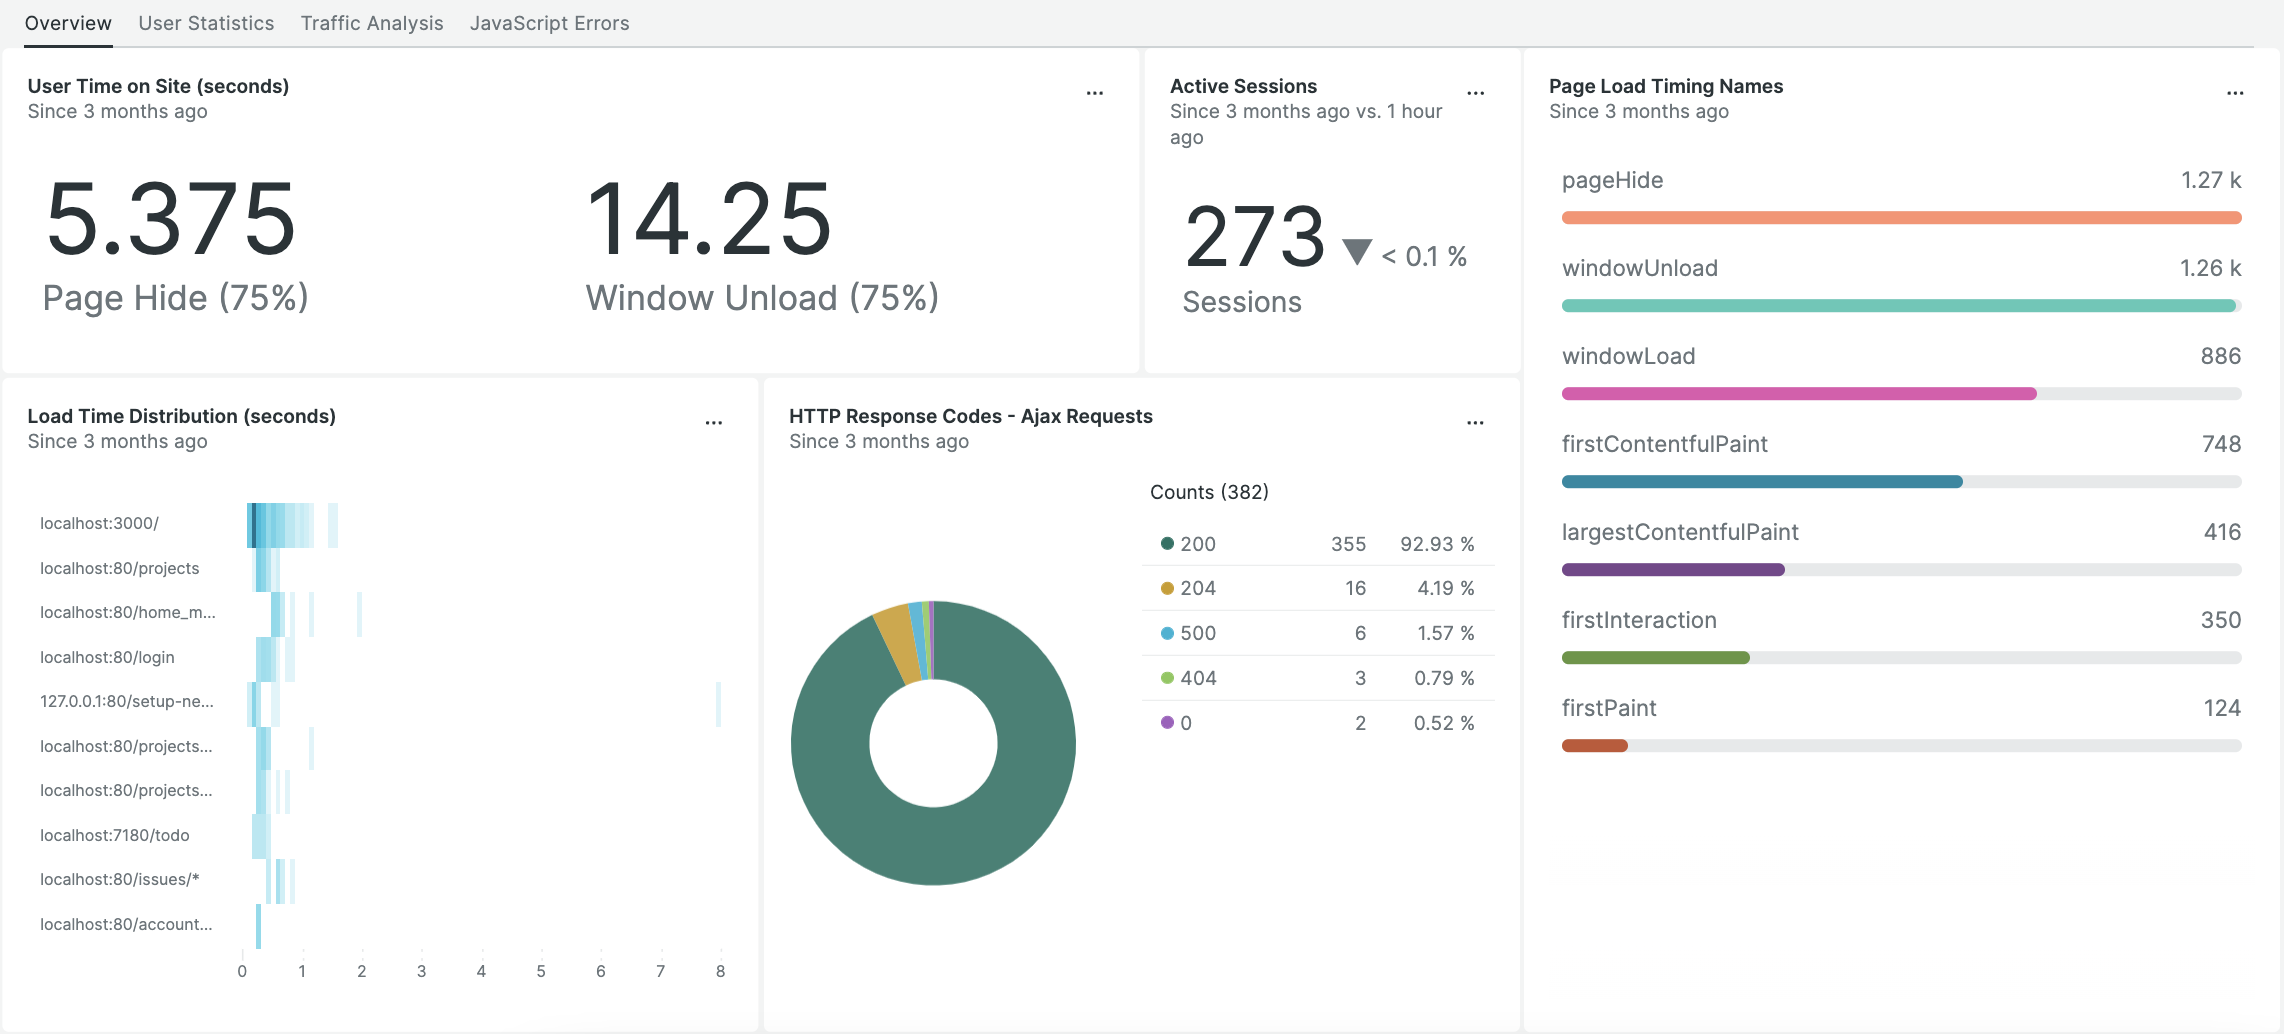 Overview User Statistics Traffic Analysis JavaScript Errors
User Time on Site (seconds)
Since 3 months ago
...
5.375
Page Hide (75%)
14.25
Window Unload (75%)
Active Sessions
Since 3 months ago vs. 1 hour
ago
...
273 ▼ < 0.1 %
Sessions
Page Load Timing Names
Since 3 months ago
...
pageHide 1.27 k
windowUnload 1.26 k
windowLoad 886
firstContentfulPaint 748
largestContentfulPaint 416
firstInteraction 350
firstPaint 124
Load Time Distribution (seconds)
Since 3 months ago
...
localhost:3000/
localhost:80/projects
localhost:80/home_m...
localhost:80/login
127.0.0.1:80/setup-ne...
localhost:80/projects...
localhost:80/projects...
localhost:7180/todo
localhost:80/issues/*
localhost:80/account...
0 1 2 3 4 5 6 7 8
HTTP Response Codes - Ajax Requests
Since 3 months ago
...
Counts (382)
200 355 92.93 %
204 16 4.19 %
500 6 1.57 %
404 3 0.79 %
0 2 0.52 %